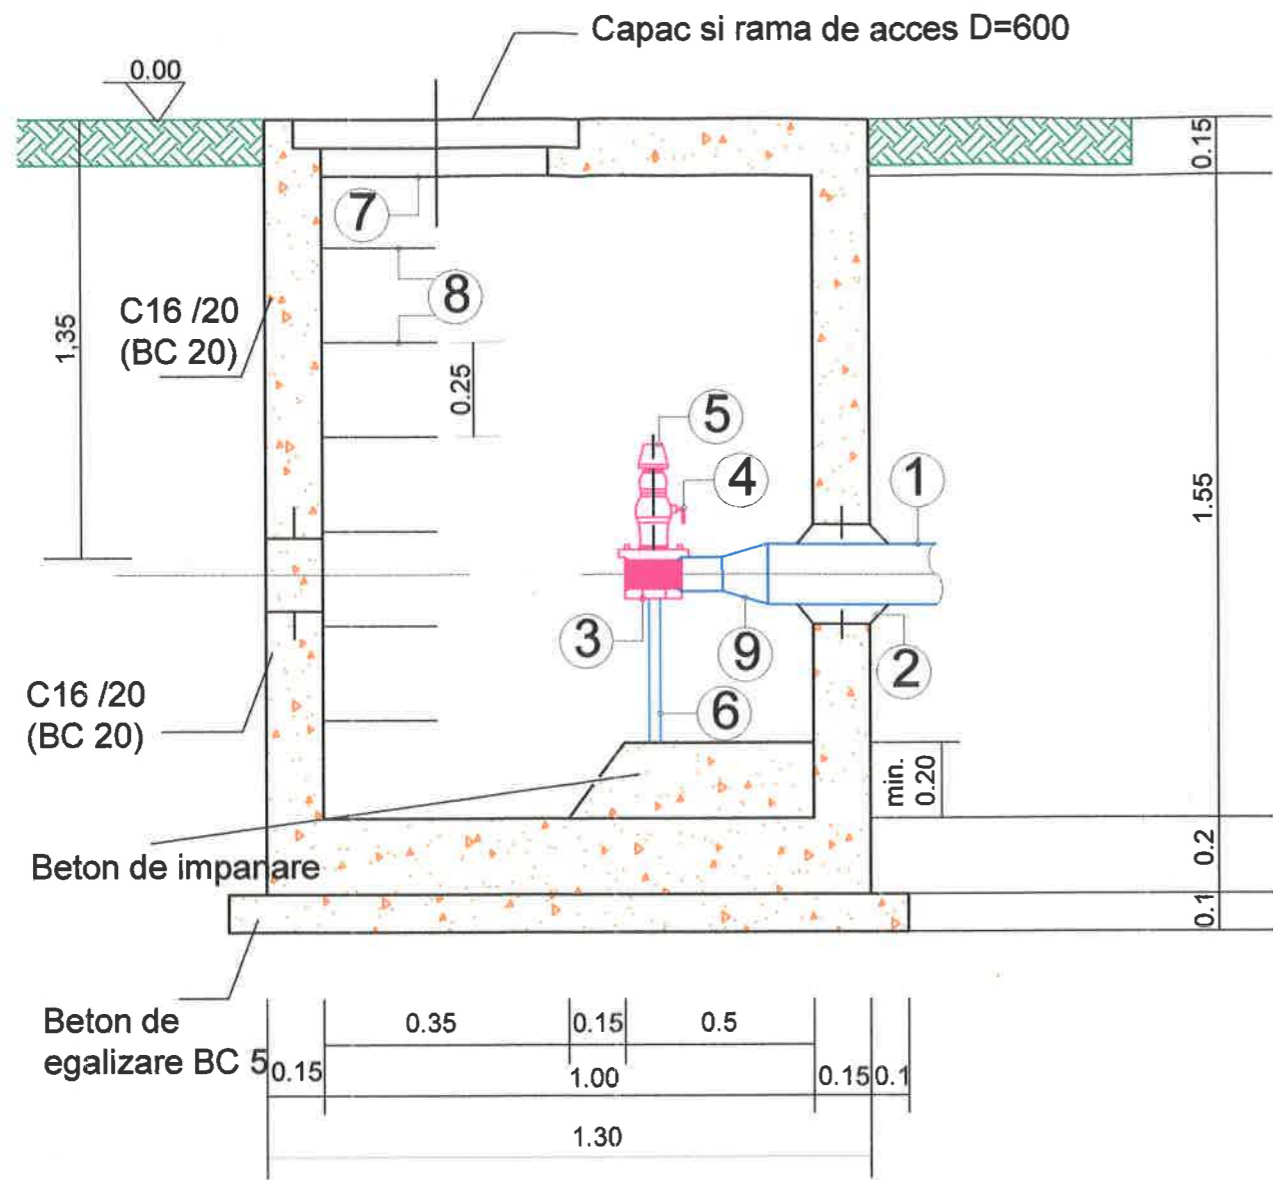 Capac si rama de acces D=600
0.00
0.15
7
8
C16 /20
(BC 20)
1,35
0.25
5
4
1
1.55
3
9
2
C16 /20
(BC 20)
6
min.
0.20
Beton de impanare
0.2
0.1
Beton de
egalizare BC 5
0.35
0.15
0.5
0.15
1.00
0.15
0.1
1.30